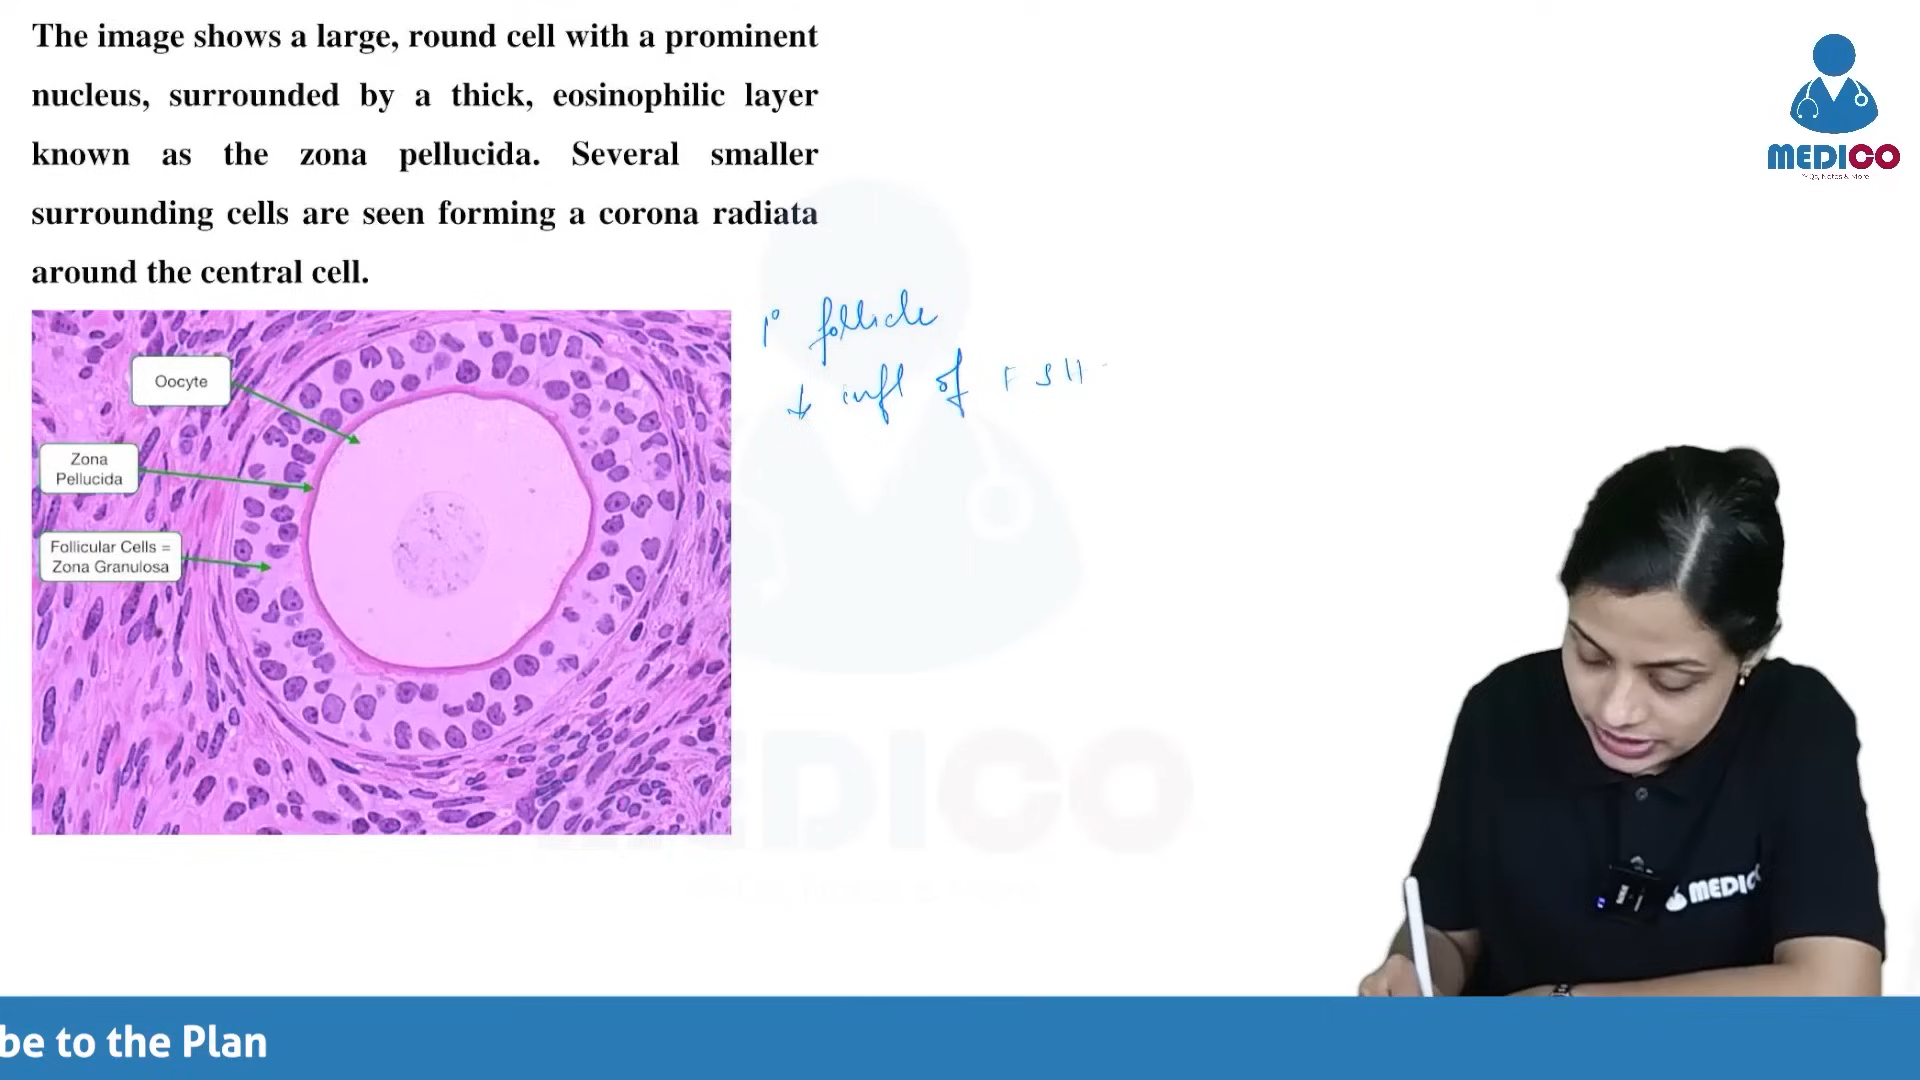 The image shows a large, round cell with a prominent
nucleus, surrounded by a thick, eosinophilic layer
known as the zona pellucida. Several smaller
surrounding cells are seen forming a corona radiata
around the central cell.
MEDICO
Oocyte
Zona
Pellucida
Follicular Cells =
Zona Granulosa
1° follicle
↓ infl of FSH
MEDICO
MEDIC
be to the Plan